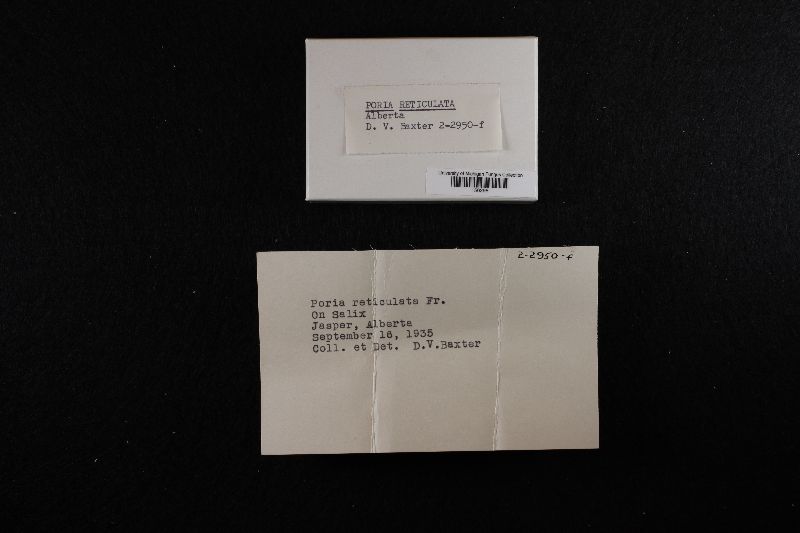 PORIA RETICULATA
Alberta
D. V. Baxter 2-2950-f
University of Michigan Fungus Collection
2-2950-f
Poria reticulata Fr.
On Salix
Jasper, Alberta
September 16, 1935
Coll. et Det. D.V.Baxter